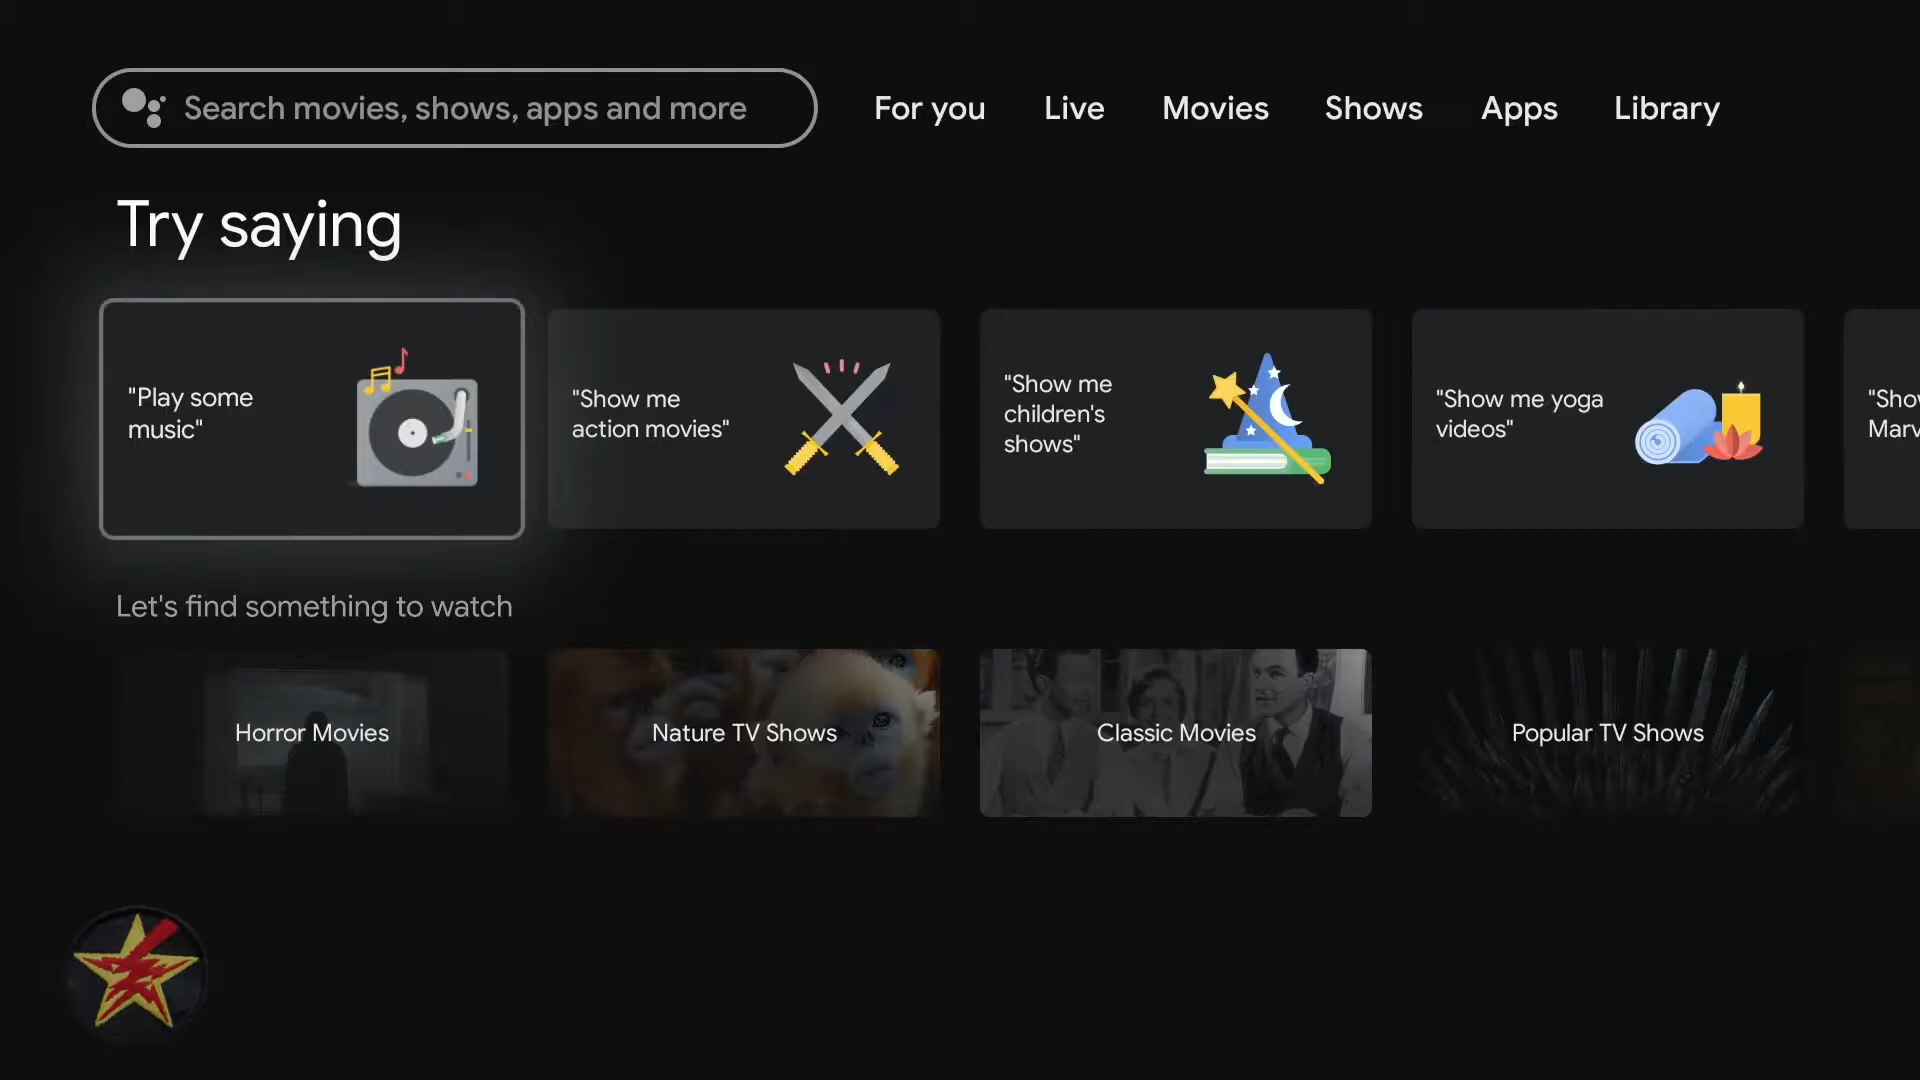 Search movies, shows, apps and more
For you
Live
Movies
Shows
Apps
Library
Try saying
"Play some
music"
"Show me
action movies"
"Show me
children's
shows"
"Show me yoga
videos"
"Sho
Marv
Let's find something to watch
Horror Movies
Nature TV Shows
Classic Movies
Popular TV Shows